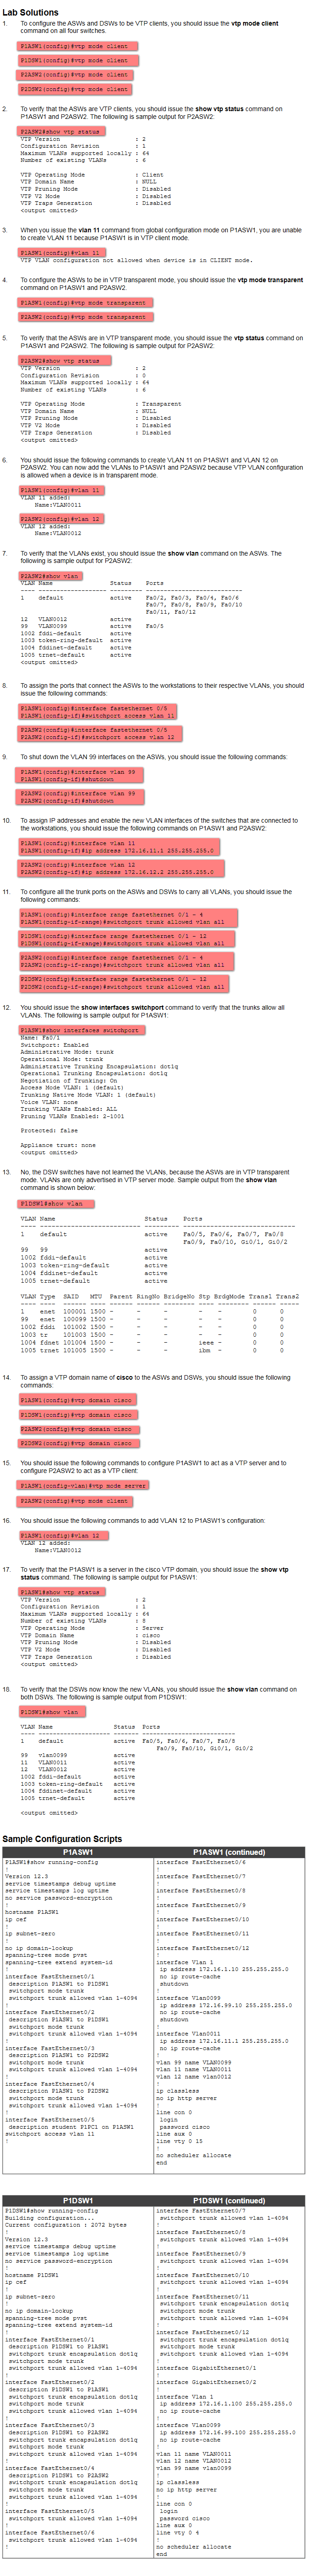 Lab Solutions
1. To configure the ASWs and DSWs to be VTP clients, you should issue the vtp mode client
command on all four switches.
P1ASW1(config)#vtp mode client
P1DSW1(config)#vtp mode client
P2ASW2(config)#vtp mode client
P2DSW2(config)#vtp mode client
2. To verify that the ASWs are VTP clients, you should issue the show vtp status command on
P1ASW1 and P2ASW2. The following is sample output for P2ASW2:
P2ASW2#show vtp status
VTP Version : 2
Configuration Revision : 1
Maximum VLANs supported locally : 64
Number of existing VLANs : 6
VTP Operating Mode : Client
VTP Domain Name : NULL
VTP Pruning Mode : Disabled
VTP V2 Mode : Disabled
VTP Traps Generation : Disabled
<output omitted>
3. When you issue the vlan 11 command from global configuration mode on P1ASW1, you are unable
to create VLAN 11 because P1ASW1 is in VTP client mode.
P1ASW1(config)#vlan 11
VTP VLAN configuration not allowed when device is in CLIENT mode.
4. To configure the ASWs to be in VTP transparent mode, you should issue the vtp mode transparent
command on P1ASW1 and P2ASW2.
P1ASW1(config)#vtp mode transparent
P2ASW2(config)#vtp mode transparent
5. To verify that the ASWs are in VTP transparent mode, you should issue the vtp status command on
P1ASW1 and P2ASW2. The following is sample output for P2ASW2:
P2ASW2#show vtp status
VTP Version : 2
Configuration Revision : 0
Maximum VLANs supported locally : 64
Number of existing VLANs : 6
VTP Operating Mode : Transparent
VTP Domain Name : NULL
VTP Pruning Mode : Disabled
VTP V2 Mode : Disabled
VTP Traps Generation : Disabled
<output omitted>
6. You should issue the following commands to create VLAN 11 on P1ASW1 and VLAN 12 on
P2ASW2. You can now add the VLANs to P1ASW1 and P2ASW2 because VTP VLAN configuration
is allowed when a device is in transparent mode.
P1ASW1(config)#vlan 11
VLAN 11 added:
Name:VLAN0011
P2ASW2(config)#vlan 12
VLAN 12 added:
Name:VLAN0012
7. To verify that the VLANs exist, you should issue the show vlan command on the ASWs. The
following is sample output for P2ASW2:
P2ASW2#show vlan
VLAN Name Status Ports
---- -------------------- --------- -------------------------
1 default active Fa0/2, Fa0/3, Fa0/4, Fa0/6
Fa0/7, Fa0/8, Fa0/9, Fa0/10
Fa0/11, Fa0/12
12 VLAN0012 active
99 VLAN0099 active Fa0/5
1002 fddi-default active
1003 token-ring-default active
1004 fddinet-default active
1005 trnet-default active
<output omitted>
8. To assign the ports that connect the ASWs to the workstations to their respective VLANs, you should
issue the following commands:
P1ASW1(config)#interface fastethernet 0/5
P1ASW1(config-if)#switchport access vlan 11
P2ASW2(config)#interface fastethernet 0/5
P2ASW2(config-if)#switchport access vlan 12
9. To shut down the VLAN 99 interfaces on the ASWs, you should issue the following commands:
P1ASW1(config)#interface vlan 99
P1ASW1(config-if)#shutdown
P2ASW2(config)#interface vlan 99
P2ASW2(config-if)#shutdown
10. To assign IP addresses and enable the new VLAN interfaces of the switches that are connected to
the workstations, you should issue the following commands on P1ASW1 and P2ASW2:
P1ASW1(config)#interface vlan 11
P1ASW1(config-if)#ip address 172.16.11.1 255.255.255.0
P2ASW2(config)#interface vlan 12
P2ASW2(config-if)#ip address 172.16.12.2 255.255.255.0
11. To configure all the trunk ports on the ASWs and DSWs to carry all VLANs, you should issue the
following commands:
P1ASW1(config)#interface range fastethernet 0/1 - 4
P1ASW1(config-if-range)#switchport trunk allowed vlan all
P1DSW1(config)#interface range fastethernet 0/1 - 12
P1DSW1(config-if-range)#switchport trunk allowed vlan all
P2ASW2(config)#interface range fastethernet 0/1 - 4
P2ASW2(config-if-range)#switchport trunk allowed vlan all
P2DSW2(config)#interface range fastethernet 0/1 - 12
P2DSW2(config-if-range)#switchport trunk allowed vlan all
12. You should issue the show interfaces switchport command to verify that the trunks allow all
VLANs. The following is sample output for P1ASW1:
P1ASW1#show interfaces switchport
Name: Fa0/1
Switchport: Enabled
Administrative Mode: trunk
Operational Mode: trunk
Administrative Trunking Encapsulation: dot1q
Operational Trunking Encapsulation: dot1q
Negotiation of Trunking: On
Access Mode VLAN: 1 (default)
Trunking Native Mode VLAN: 1 (default)
Voice VLAN: none
Trunking VLANs Enabled: ALL
Pruning VLANs Enabled: 2-1001
Protected: false
Appliance trust: none
<output omitted>
13. No, the DSW switches have not learned the VLANs, because the ASWs are in VTP transparent
mode. VLANs are only advertised in VTP server mode. Sample output from the show vlan
command is shown below:
P1DSW1#show vlan
VLAN Name Status Ports
1 default active Fa0/5, Fa0/6, Fa0/7, Fa0/8
Fa0/9, Fa0/10, Gi0/1, Gi0/2
99 99 active
1002 fddi-default active
1003 token-ring-default active
1004 fddinet-default active
1005 trnet-default active
VLAN Type SAID MTU Parent RingNo BridgeNo Stp BrdgMode Trans1 Trans2
1 enet 100001 1500 - - - - - 0 0
99 enet 100099 1500 - - - - - 0 0
1002 fddi 101002 1500 - - - - - 0 0
1003 tr 101003 1500 - - - - - 0 0
1004 fdnet 101004 1500 - - - ieee - 0 0
1005 trnet 101005 1500 - - - ibm - 0 0
14. To assign a VTP domain name of cisco to the ASWs and DSWs, you should issue the following
commands:
P1ASW1(config)#vtp domain cisco
P1DSW1(config)#vtp domain cisco
P2ASW2(config)#vtp domain cisco
P2DSW2(config)#vtp domain cisco
15. You should issue the following commands to configure P1ASW1 to act as a VTP server and to
configure P2ASW2 to act as a VTP client:
P1ASW1(config-vlan)#vtp mode server
P2ASW2(config)#vtp mode client
16. You should issue the following commands to add VLAN 12 to P1ASW1's configuration:
P1ASW1(config)#vlan 12
VLAN 12 added:
Name:VLAN0012
17. To verify that the P1ASW1 is a server in the cisco VTP domain, you should issue the show vtp
status command. The following is sample output for P1ASW1:
P1ASW1#show vtp status
VTP Version : 2
Configuration Revision : 1
Maximum VLANs supported locally : 64
Number of existing VLANs : 8
VTP Operating Mode : Server
VTP Domain Name : cisco
VTP Pruning Mode : Disabled
VTP V2 Mode : Disabled
VTP Traps Generation : Disabled
<output omitted>
18. To verify that the DSWs now know the new VLANs, you should issue the show vlan command on
both DSWs. The following is sample output from P1DSW1:
P1DSW1#show vlan
VLAN Name Status Ports
1 default active Fa0/5, Fa0/6, Fa0/7, Fa0/8
Fa0/9, Fa0/10, Gi0/1, Gi0/2
99 vlan0099 active
11 VLAN0011 active
12 VLAN0012 active
1002 fddi-default active
1003 token-ring-default active
1004 fddinet-default active
1005 trnet-default active
<output omitted>
Sample Configuration Scripts
P1ASW1
P1ASW1#show running-config
!
Version 12.3
service timestamps debug uptime
service timestamps log uptime
no service password-encryption
!
hostname P1ASW1
ip cef
!
ip subnet-zero
!
no ip domain-lookup
spanning-tree mode pvst
spanning-tree extend system-id
!
interface FastEthernet0/1
description P1ASW1 to P1DSW1
switchport mode trunk
switchport trunk allowed vlan 1-4094
!
interface FastEthernet0/2
description P1ASW1 to P1DSW1
switchport mode trunk
switchport trunk allowed vlan 1-4094
!
interface FastEthernet0/3
description P1ASW1 to P2DSW2
switchport mode trunk
switchport trunk allowed vlan 1-4094
!
interface FastEthernet0/4
description P1ASW1 to P2DSW2
switchport mode trunk
switchport trunk allowed vlan 1-4094
!
interface FastEthernet0/5
description student P1PC1 on P1ASW1
switchport access vlan 11
!
P1ASW1 (continued)
interface FastEthernet0/6
!
interface FastEthernet0/7
!
interface FastEthernet0/8
!
interface FastEthernet0/9
!
interface FastEthernet0/10
!
interface FastEthernet0/11
!
interface FastEthernet0/12
!
interface Vlan 1
ip address 172.16.1.10 255.255.255.0
no ip route-cache
shutdown
!
interface Vlan0099
ip address 172.16.99.10 255.255.255.0
no ip route-cache
shutdown
!
interface Vlan0011
ip address 172.16.11.1 255.255.255.0
no ip route-cache
!
vlan 99 name VLAN0099
vlan 11 name VLAN0011
vlan 12 name vlan0012
!
ip classless
no ip http server
!
line con 0
login
password cisco
line aux 0
line vty 0 15
!
no scheduler allocate
end
P1DSW1
P1DSW1#show running-config
Building configuration...
Current configuration : 2072 bytes
!
Version 12.3
service timestamps debug uptime
service timestamps log uptime
no service password-encryption
!
hostname P1DSW1
ip cef
!
ip subnet-zero
!
no ip domain-lookup
spanning-tree mode pvst
spanning-tree extend system-id
!
interface FastEthernet0/1
description P1DSW1 to P1ASW1
switchport trunk encapsulation dot1q
switchport mode trunk
switchport trunk allowed vlan 1-4094
!
interface FastEthernet0/2
description P1DSW1 to P1ASW1
switchport trunk encapsulation dot1q
switchport mode trunk
switchport trunk allowed vlan 1-4094
!
interface FastEthernet0/3
description P1DSW1 to P2ASW2
switchport trunk encapsulation dot1q
switchport mode trunk
switchport trunk allowed vlan 1-4094
!
interface FastEthernet0/4
description P1DSW1 to P2ASW2
switchport trunk encapsulation dot1q
switchport mode trunk
switchport trunk allowed vlan 1-4094
!
interface FastEthernet0/5
switchport trunk allowed vlan 1-4094
!
interface FastEthernet0/6
switchport trunk allowed vlan 1-4094
!
P1DSW1 (continued)
interface FastEthernet0/7
switchport trunk allowed vlan 1-4094
!
interface FastEthernet0/8
switchport trunk allowed vlan 1-4094
!
interface FastEthernet0/9
switchport trunk allowed vlan 1-4094
!
interface FastEthernet0/10
switchport trunk allowed vlan 1-4094
!
interface FastEthernet0/11
switchport trunk encapsulation dot1q
switchport mode trunk
switchport trunk allowed vlan 1-4094
!
interface FastEthernet0/12
switchport trunk encapsulation dot1q
switchport mode trunk
switchport trunk allowed vlan 1-4094
!
interface GigabitEthernet0/1
!
interface GigabitEthernet0/2
!
interface Vlan 1
ip address 172.16.1.100 255.255.255.0
no ip route-cache
!
interface Vlan0099
ip address 172.16.99.100 255.255.255.0
no ip route-cache
!
vlan 11 name VLAN0011
vlan 12 name VLAN0012
vlan 99 name vlan0099
!
ip classless
no ip http server
!
line con 0
login
password cisco
line aux 0
line vty 0 4
!
no scheduler allocate
end